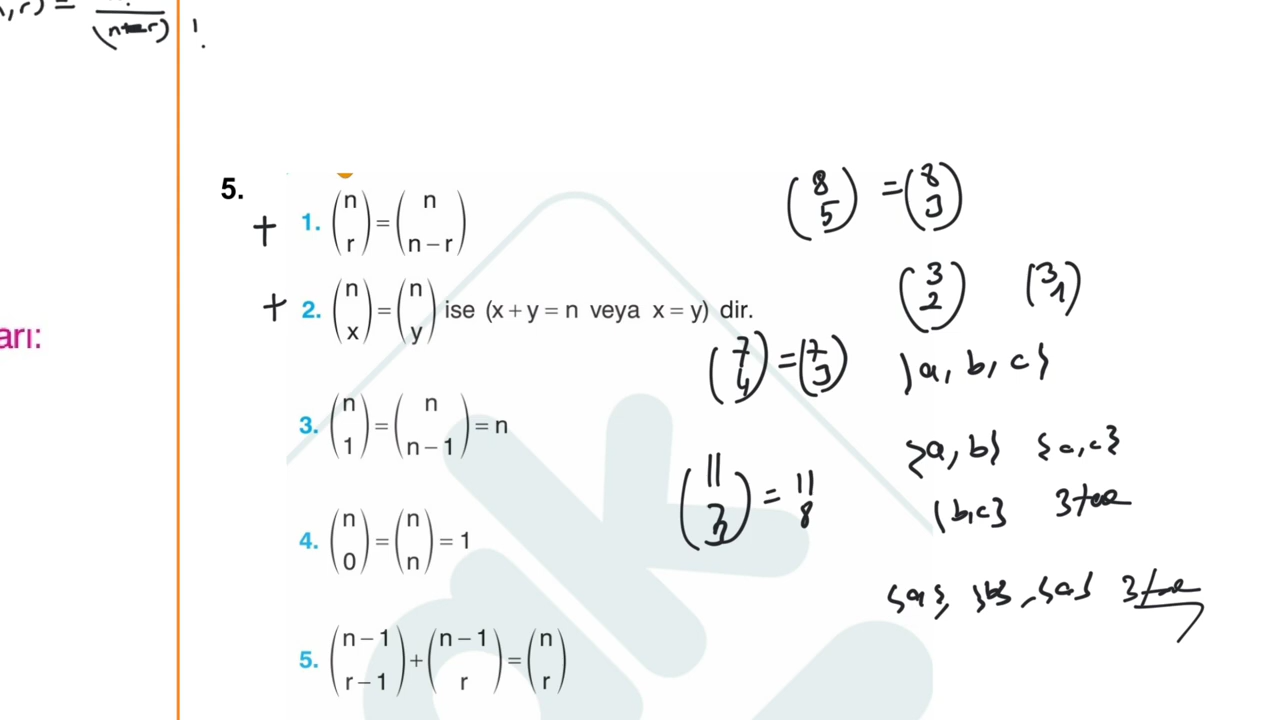 ,r) =
(n-r) !
5.
+ 1. (n r) = (n n-r)
(8 5) = (8 3)
+ 2. (n x) = (n y) ise (x + y = n veya x = y) dir.
(3 2) (3 1)
arı:
(7 4) = (7 3)
{a, b, c}
3. (n 1) = (n n-1) = n
{a, b} {a, c}
(11 3) = 11 8
{b, c} 3 tane
4. (n 0) = (n n) = 1
{a}, {b}, {a} 3 tane
5. (n-1 r-1) + (n-1 r) = (n r)